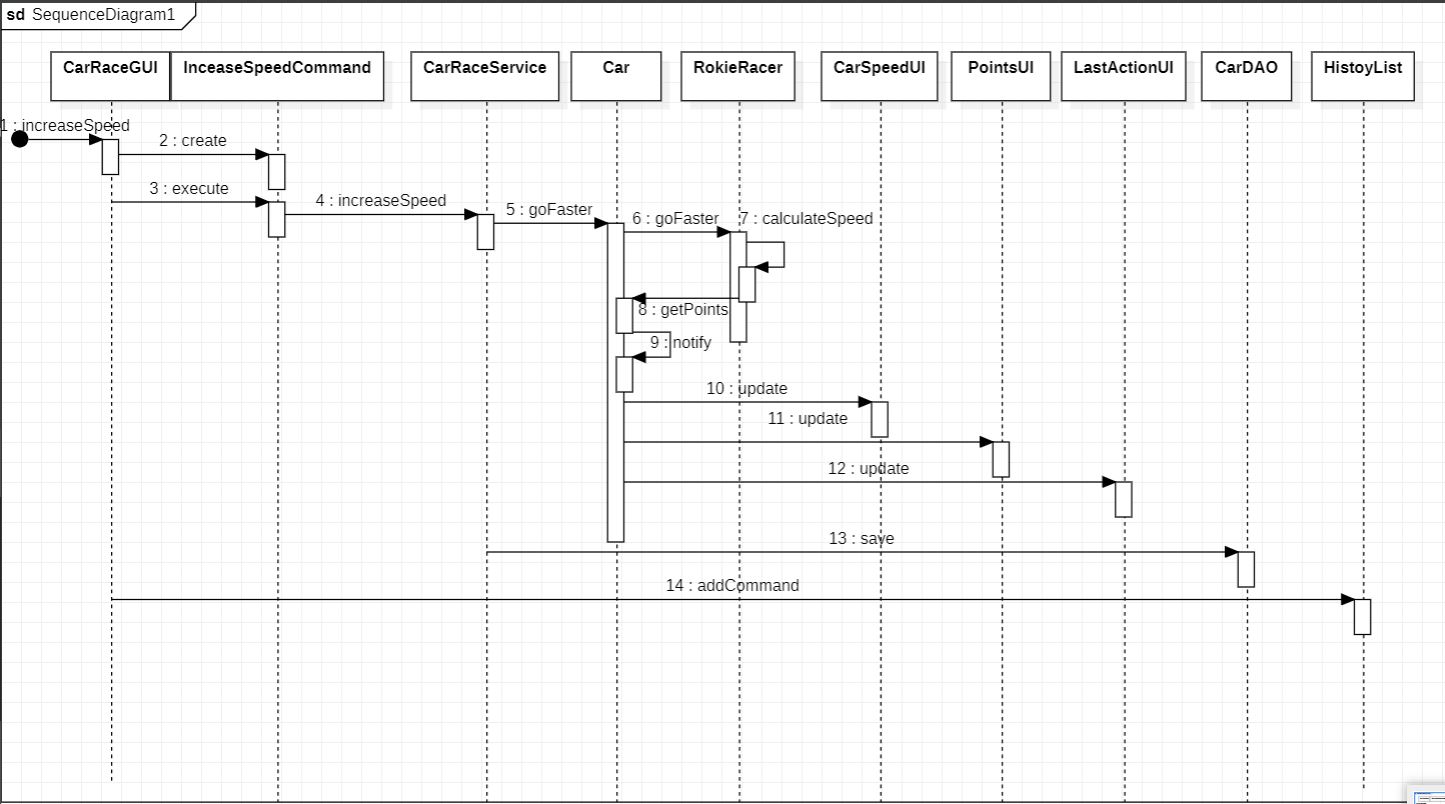 sd SequenceDiagram1
CarRaceGUI
InceaseSpeedCommand
CarRaceService
Car
RokieRacer
CarSpeedUI
PointsUI
LastActionUI
CarDAO
HistoyList
1 : increaseSpeed
2 : create
3 : execute
4 : increaseSpeed
5 : goFaster
6 : goFaster
7 : calculateSpeed
8 : getPoints
9 : notify
10 : update
11 : update
12 : update
13 : save
14 : addCommand